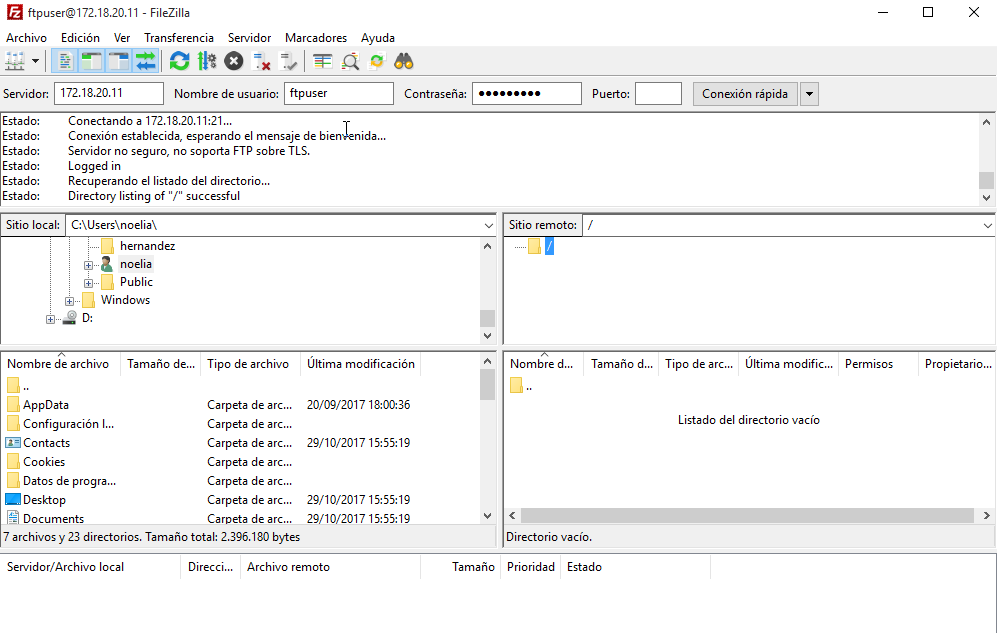 ftpuser@172.18.20.11 - FileZilla
Archivo Edición Ver Transferencia Servidor Marcadores Ayuda
Servidor: 172.18.20.11 Nombre de usuario: ftpuser Contraseña: ●●●●●●●●● Puerto: Conexión rápida
Estado: Conectando a 172.18.20.11:21...
Estado: Conexión establecida, esperando el mensaje de bienvenida...
Estado: Servidor no seguro, no soporta FTP sobre TLS.
Estado: Logged in
Estado: Recuperando el listado del directorio...
Estado: Directory listing of "/" successful
Sitio local: C:\Users\noelia\
hernandez
noelia
Public
Windows
D:
Sitio remoto: /
/
Nombre de archivo Tamaño de... Tipo de archivo Última modificación
..
AppData Carpeta de arc... 20/09/2017 18:00:36
Configuración l... Carpeta de arc...
Contacts Carpeta de arc... 29/10/2017 15:55:19
Cookies Carpeta de arc...
Datos de progra... Carpeta de arc...
Desktop Carpeta de arc... 29/10/2017 15:55:19
Documents Carpeta de arc... 29/10/2017 15:55:19
7 archivos y 23 directorios. Tamaño total: 2.396.180 bytes
Nombre d... Tamaño d... Tipo de arc... Última modific... Permisos Propietario...
..
Listado del directorio vacío
Directorio vacío.
Servidor/Archivo local Direcci... Archivo remoto Tamaño Prioridad Estado